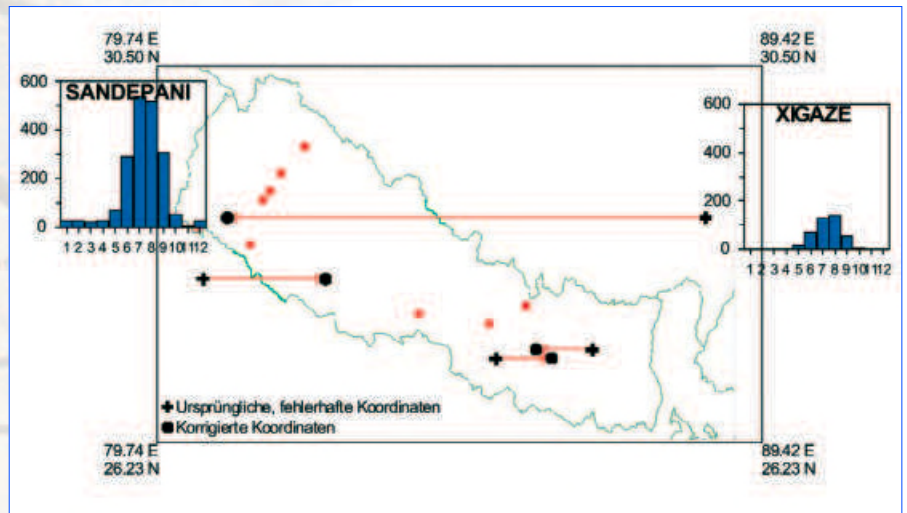 79.74 E
30.50 N
89.42 E
30.50 N
SANDEPANI
600
400
200
0
1 2 3 4 5 6 7 8 9 10 11 12
XIGAZE
600
400
200
0
1 2 3 4 5 6 7 8 9 10 11 12
Ursprüngliche, fehlerhafte Koordinaten
Korrigierte Koordinaten
79.74 E
26.23 N
89.42 E
26.23 N